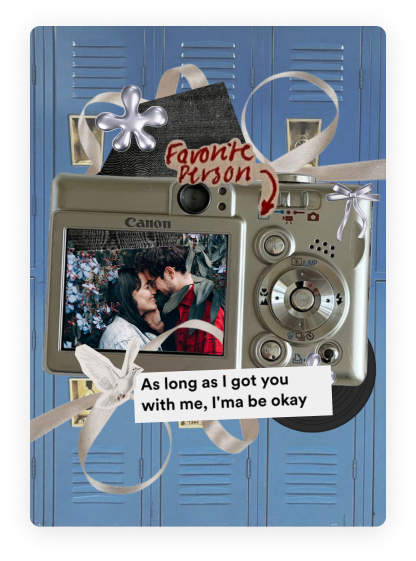 Favorite
Person
Canon
As long as I got you
with me, I'ma be okay